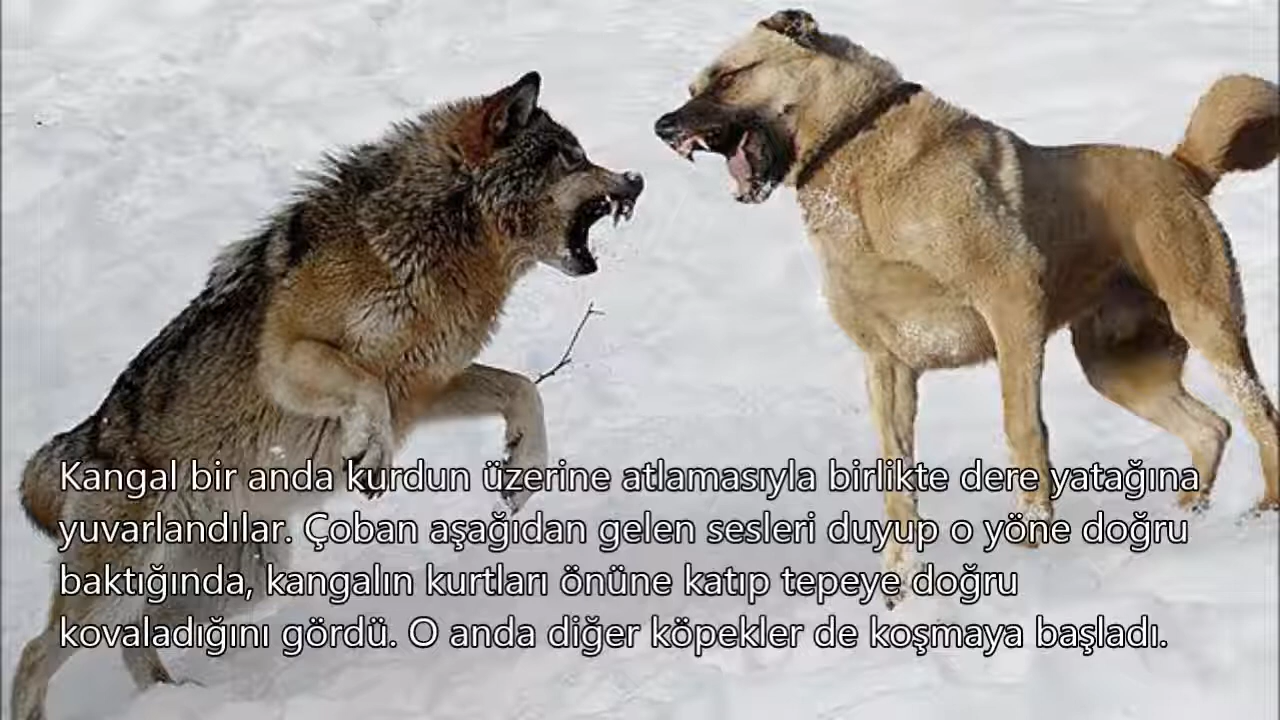 Kangal bir anda kurdun üzerine atlamasıyla birlikte dere yatağına
yuvarlandılar. Çoban aşağıdan gelen sesleri duyup o yöne doğru
baktığında, kangalın kurtları önüne katıp tepeye doğru
kovaladığını gördü. O anda diğer köpekler de koşmaya başladı.